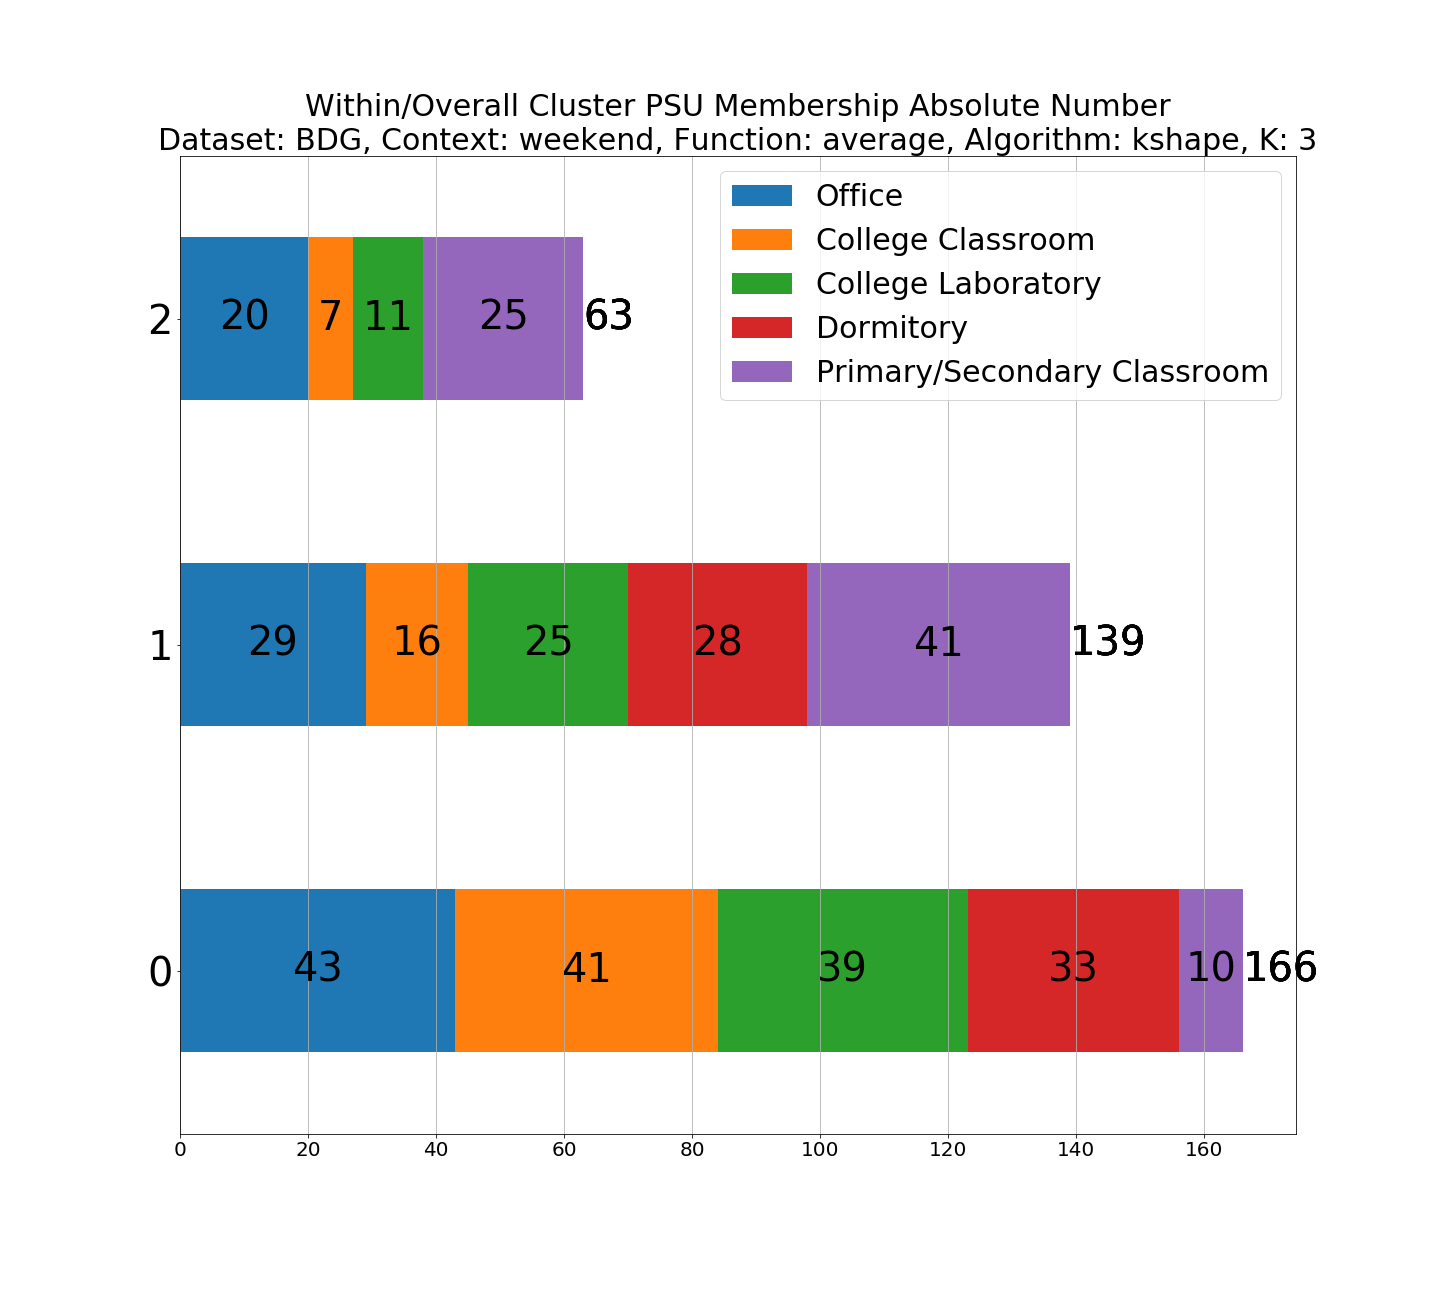 Within/Overall Cluster PSU Membership Absolute Number
Dataset: BDG, Context: weekend, Function: average, Algorithm: kshape, K: 3
Office
College Classroom
College Laboratory
Dormitory
Primary/Secondary Classroom
2 20 7 11 25 63
1 29 16 25 28 41 139
0 43 41 39 33 10 166
0 20 40 60 80 100 120 140 160